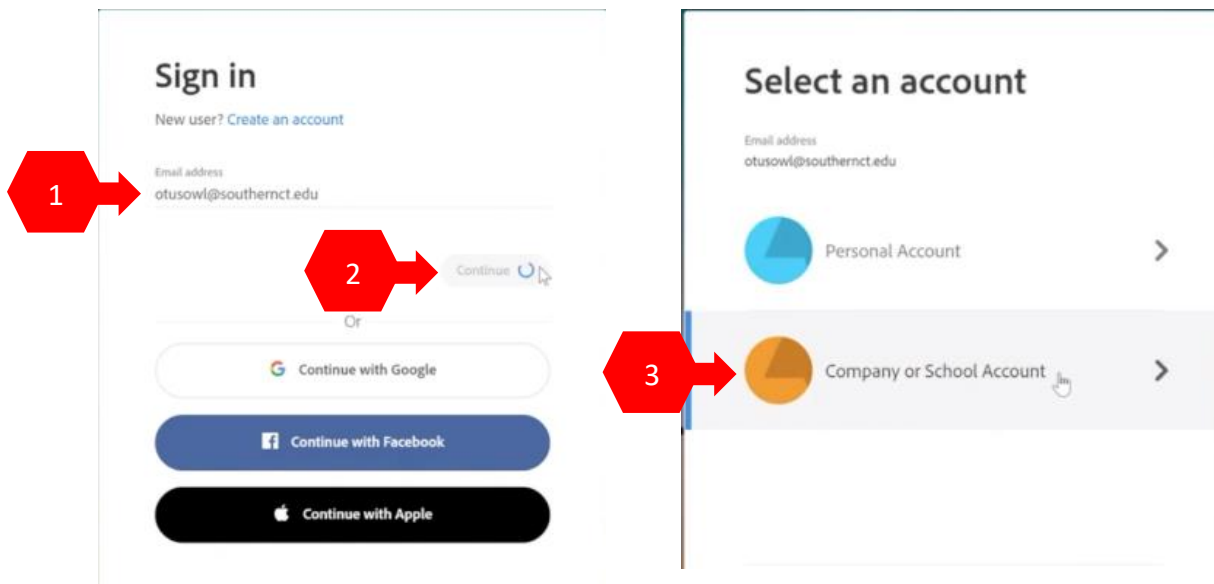 Sign in
New user? Create an account
Email address
1
otusowl@southernct.edu
2
Continue
Or
Continue with Google
Continue with Facebook
Continue with Apple
Select an account
Email address
otusowl@southernct.edu
Personal Account
3
Company or School Account